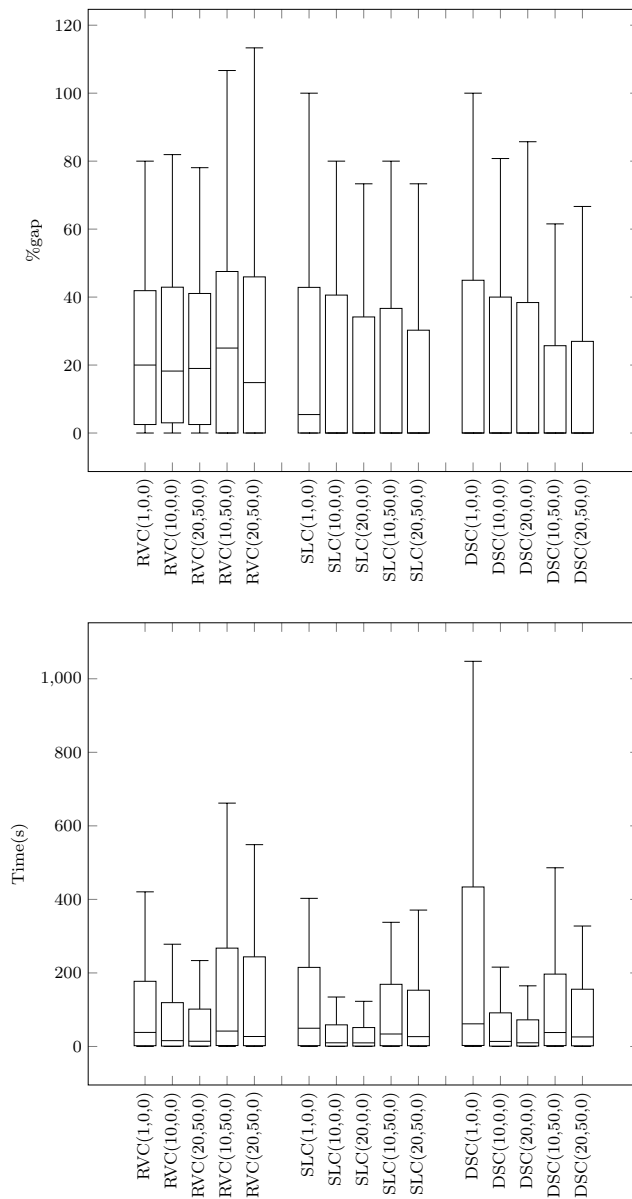 120
100
80
60
40
20
0
%gap
RVC(1,0,0)
RVC(10,0,0)
RVC(20,50,0)
RVC(10,50,0)
RVC(20,50,0)
SLC(1,0,0)
SLC(10,0,0)
SLC(20,0,0)
SLC(10,50,0)
SLC(20,50,0)
DSC(1,0,0)
DSC(10,0,0)
DSC(20,0,0)
DSC(10,50,0)
DSC(20,50,0)
1,000
800
600
400
200
0
Time(s)
RVC(1,0,0)
RVC(10,0,0)
RVC(20,50,0)
RVC(10,50,0)
RVC(20,50,0)
SLC(1,0,0)
SLC(10,0,0)
SLC(20,0,0)
SLC(10,50,0)
SLC(20,50,0)
DSC(1,0,0)
DSC(10,0,0)
DSC(20,0,0)
DSC(10,50,0)
DSC(20,50,0)